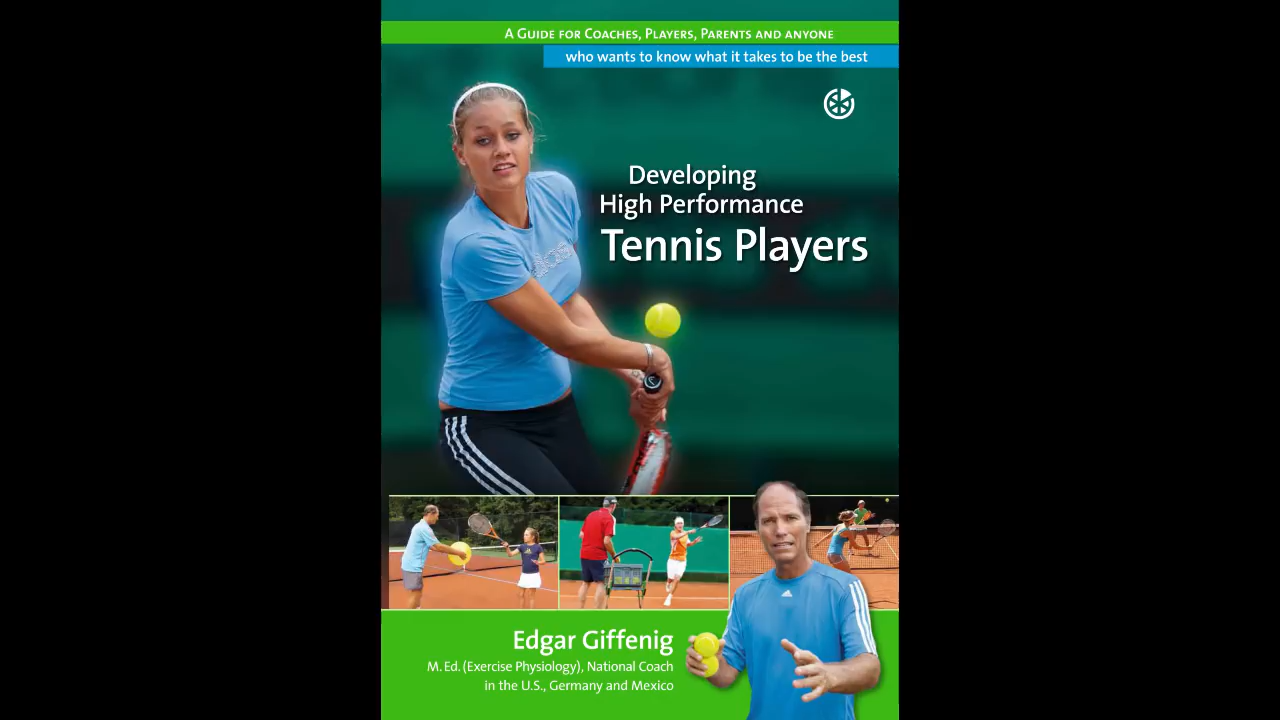 A Guide for Coaches, Players, Parents and anyone
who wants to know what it takes to be the best
Developing
High Performance
Tennis Players
Edgar Giffenig
M. Ed. (Exercise Physiology), National Coach
in the U.S., Germany and Mexico